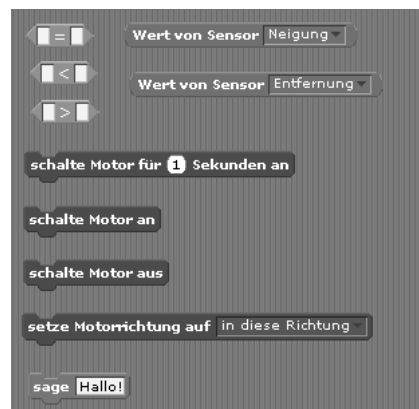 = Wert von Sensor Neigung
<
Wert von Sensor Entfernung
>
schalte Motor für 1 Sekunden an
schalte Motor an
schalte Motor aus
setze Motorrichtung auf in diese Richtung
sage Hallo!